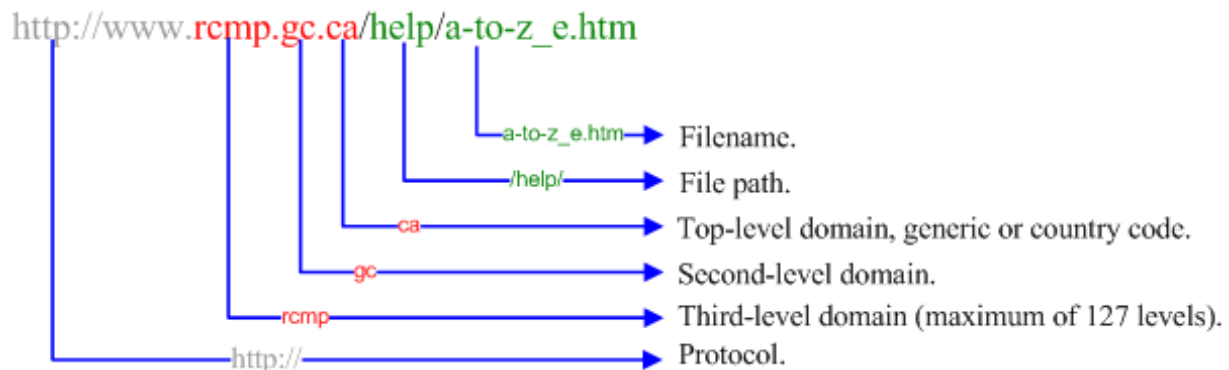 http://www.rcmp.gc.ca/help/a-to-z_e.htm
a-to-z_e.htm Filename.
/help/ File path.
ca Top-level domain, generic or country code.
gc Second-level domain.
rcmp Third-level domain (maximum of 127 levels).
http:// Protocol.